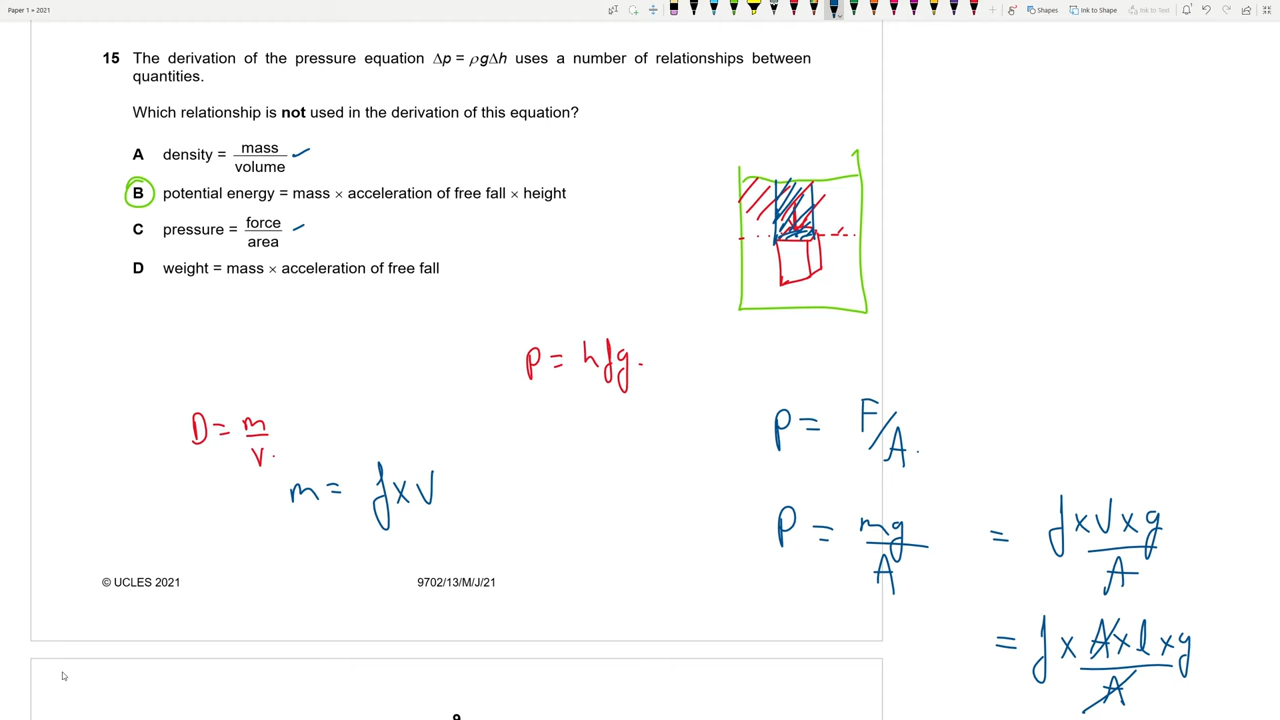 Paper 1 » 2021
Shapes
Ink to Shape
Ink to Text
15 The derivation of the pressure equation Δp = ρgΔh uses a number of relationships between
quantities.
Which relationship is not used in the derivation of this equation?
A density = mass / volume
B potential energy = mass × acceleration of free fall × height
C pressure = force / area
D weight = mass × acceleration of free fall
P = hρg.
D = m / v.
m = ρ x V
P = F/A.
P = mg / A = ρ x V x g / A
= ρ x A x l x g / A
© UCLES 2021
9702/13/M/J/21
9